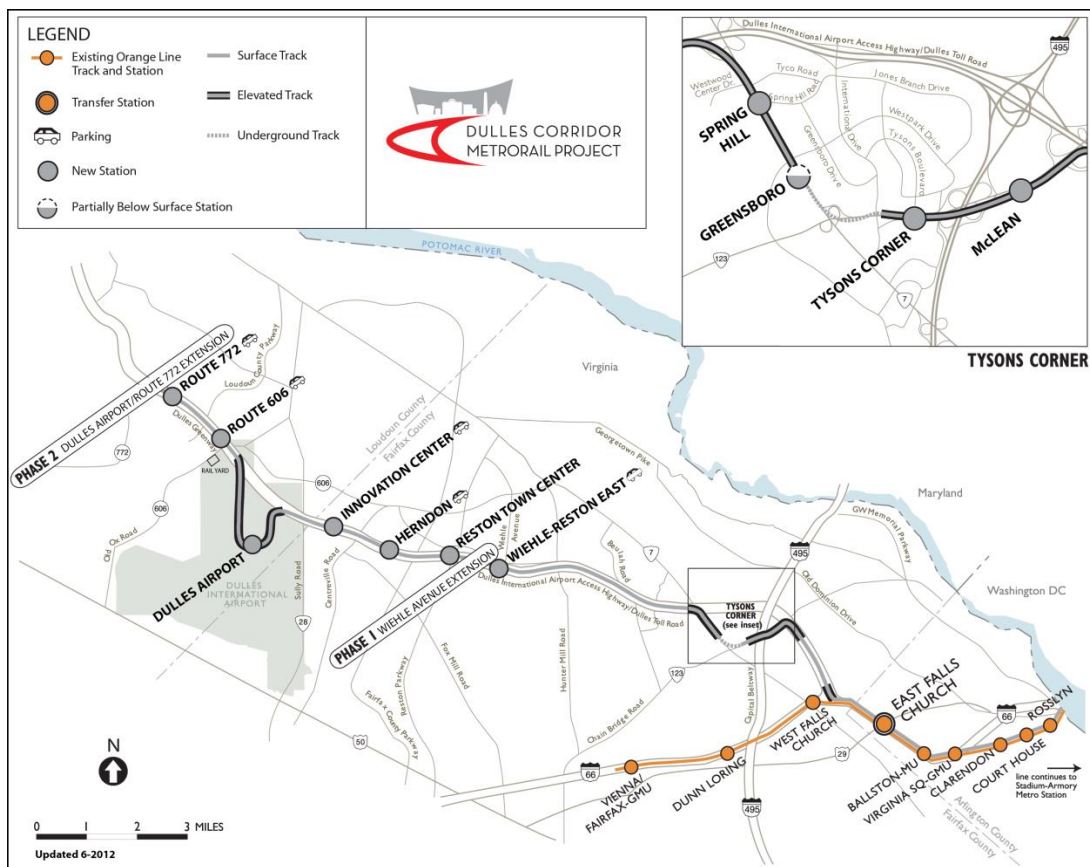 LEGEND
Existing Orange Line
Track and Station
Transfer Station
Parking
New Station
Partially Below Surface Station
Surface Track
Elevated Track
Underground Track
DULLES CORRIDOR
METRORAIL PROJECT
Dulles International Airport Access Highway/Dulles Toll Road
495
Westwood
Center Dr.
Tyco Road
Spring Hill Road
Jones Branch Drive
International Drive
Westpark Drive
Greensboro Drive
Tysons Boulevard
SPRING
HILL
GREENSBORO
TYSONS CORNER
McLEAN
123
7
TYSONS CORNER
POTOMAC RIVER
Virginia
Maryland
Washington DC
PHASE 2 DULLES AIRPORT/ROUTE 772 EXTENSION
ROUTE 772
Loudoun County Parkway
ROUTE 606
Dulles Greenway
772
RAIL YARD
606
606
Old Ox Road
Loudoun County
Fairfax County
DULLES AIRPORT
DULLES
INTERNATIONAL
AIRPORT
INNOVATION CENTER
HERNDON
RESTON TOWN CENTER
Wiehle
Avenue
WIEHLE-RESTON EAST
PHASE 1 WIEHLE AVENUE EXTENSION
Sully Road
28
Centreville Road
Fairfax County Parkway
Reston Parkway
Fox Mill Road
Hunter Mill Road
50
Georgetown Pike
Beulah Road
7
Dulles International Airport Access Highway/Dulles Toll Road
495
TYSONS
CORNER
(see inset)
Old Dominion Drive
GW Memorial Parkway
123
Chain Bridge Road
Capital Beltway
495
66
VIENNA/
FAIRFAX-GMU
DUNN LORING
WEST FALLS
CHURCH
29
EAST FALLS
CHURCH
BALLSTON-MU
VIRGINIA SQ-GMU
CLARENDON
COURT HOUSE
ROSSLYN
66
line continues to
Stadium-Armory
Metro Station
Arlington County
Fairfax County
N
0 1 2 3 MILES
Updated 6-2012